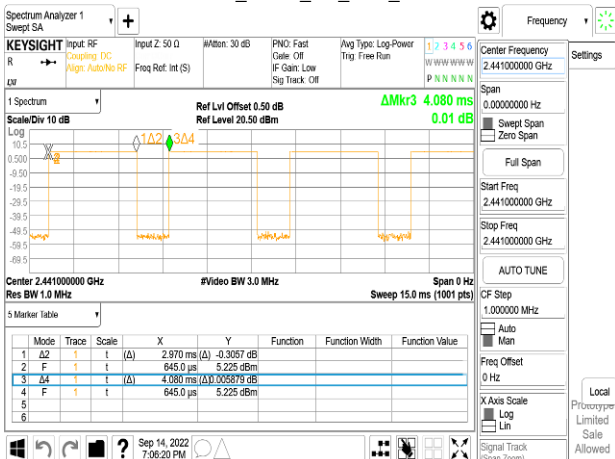 Spectrum Analyzer 1
Swept SA
+
Frequency
KEYSIGHT
Input: RF
Input Z: 50 Ω
#Atten: 30 dB
PNO: Fast
Avg Type: Log-Power
1 2 3 4 5 6
R
Coupling: DC
Gate: Off
Trig: Free Run
W W W W W W
Align: Auto/No RF
Freq Ref: Int (S)
IF Gain: Low
Sig Track: Off
P N N N N N
LXI
1 Spectrum
Ref Lvl Offset 0.50 dB
ΔMkr3 4.080 ms
Scale/Div 10 dB
Ref Level 20.50 dBm
0.01 dB
Log
10.5
0.500
-9.50
-19.5
-29.5
-39.5
-49.5
-59.5
-69.5
1Δ2
3Δ4
Center 2.441000000 GHz
#Video BW 3.0 MHz
Span 0 Hz
Res BW 1.0 MHz
Sweep 15.0 ms (1001 pts)
5 Marker Table
Mode Trace Scale X Y Function Function Width Function Value
1 Δ2 1 t (Δ) 2.970 ms (Δ) -0.3057 dB
2 F 1 t 645.0 μs 5.225 dBm
3 Δ4 1 t (Δ) 4.080 ms (Δ) 0.005879 dB
4 F 1 t 645.0 μs 5.225 dBm
5
6
?
Sep 14, 2022
7:06:20 PM
Center Frequency
2.441000000 GHz
Settings
Span
0.00000000 Hz
Swept Span
Zero Span
Full Span
Start Freq
2.441000000 GHz
Stop Freq
2.441000000 GHz
AUTO TUNE
CF Step
1.000000 MHz
Auto
Man
Freq Offset
0 Hz
X Axis Scale
Log
Lin
Local
Prototype
Limited
Sale
Allowed
Signal Track
(Span Zoom)